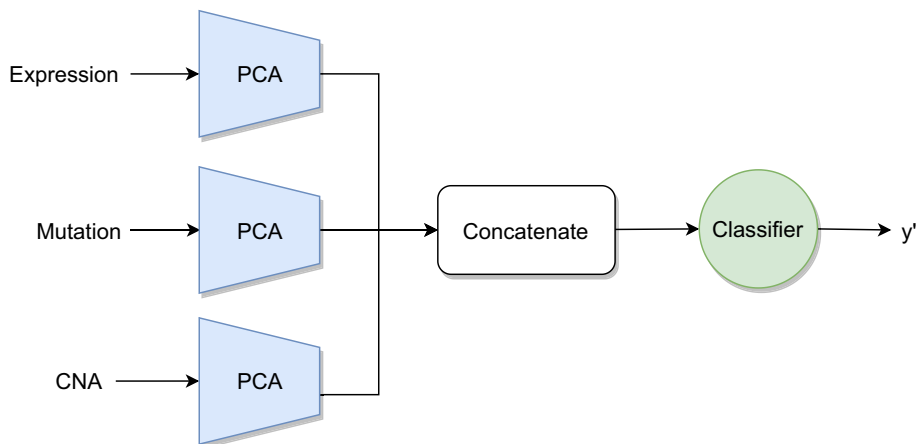 Expression
PCA
Mutation
PCA
Concatenate
Classifier
y'
CNA
PCA